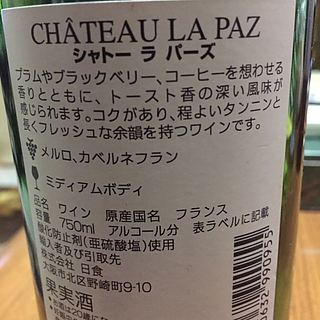 CHÂTEAU LA PAZ
シャトー ラ パーズ
プラムやブラックベリー、コーヒーを想わせる
香りとともに、トースト香の深い風味が
感じられます。コクがあり、程よいタンニンと
長くフレッシュな余韻を持つワインです。
メルロ、カベルネフラン
ミディアムボディ
品名 ワイン 原産国名 フランス
容量 750ml アルコール分 表ラベルに記載
酸化防止剤(亜硫酸塩)使用
輸入者及び引取先
株式会社 日食
大阪市北区野崎町9-10
果実酒